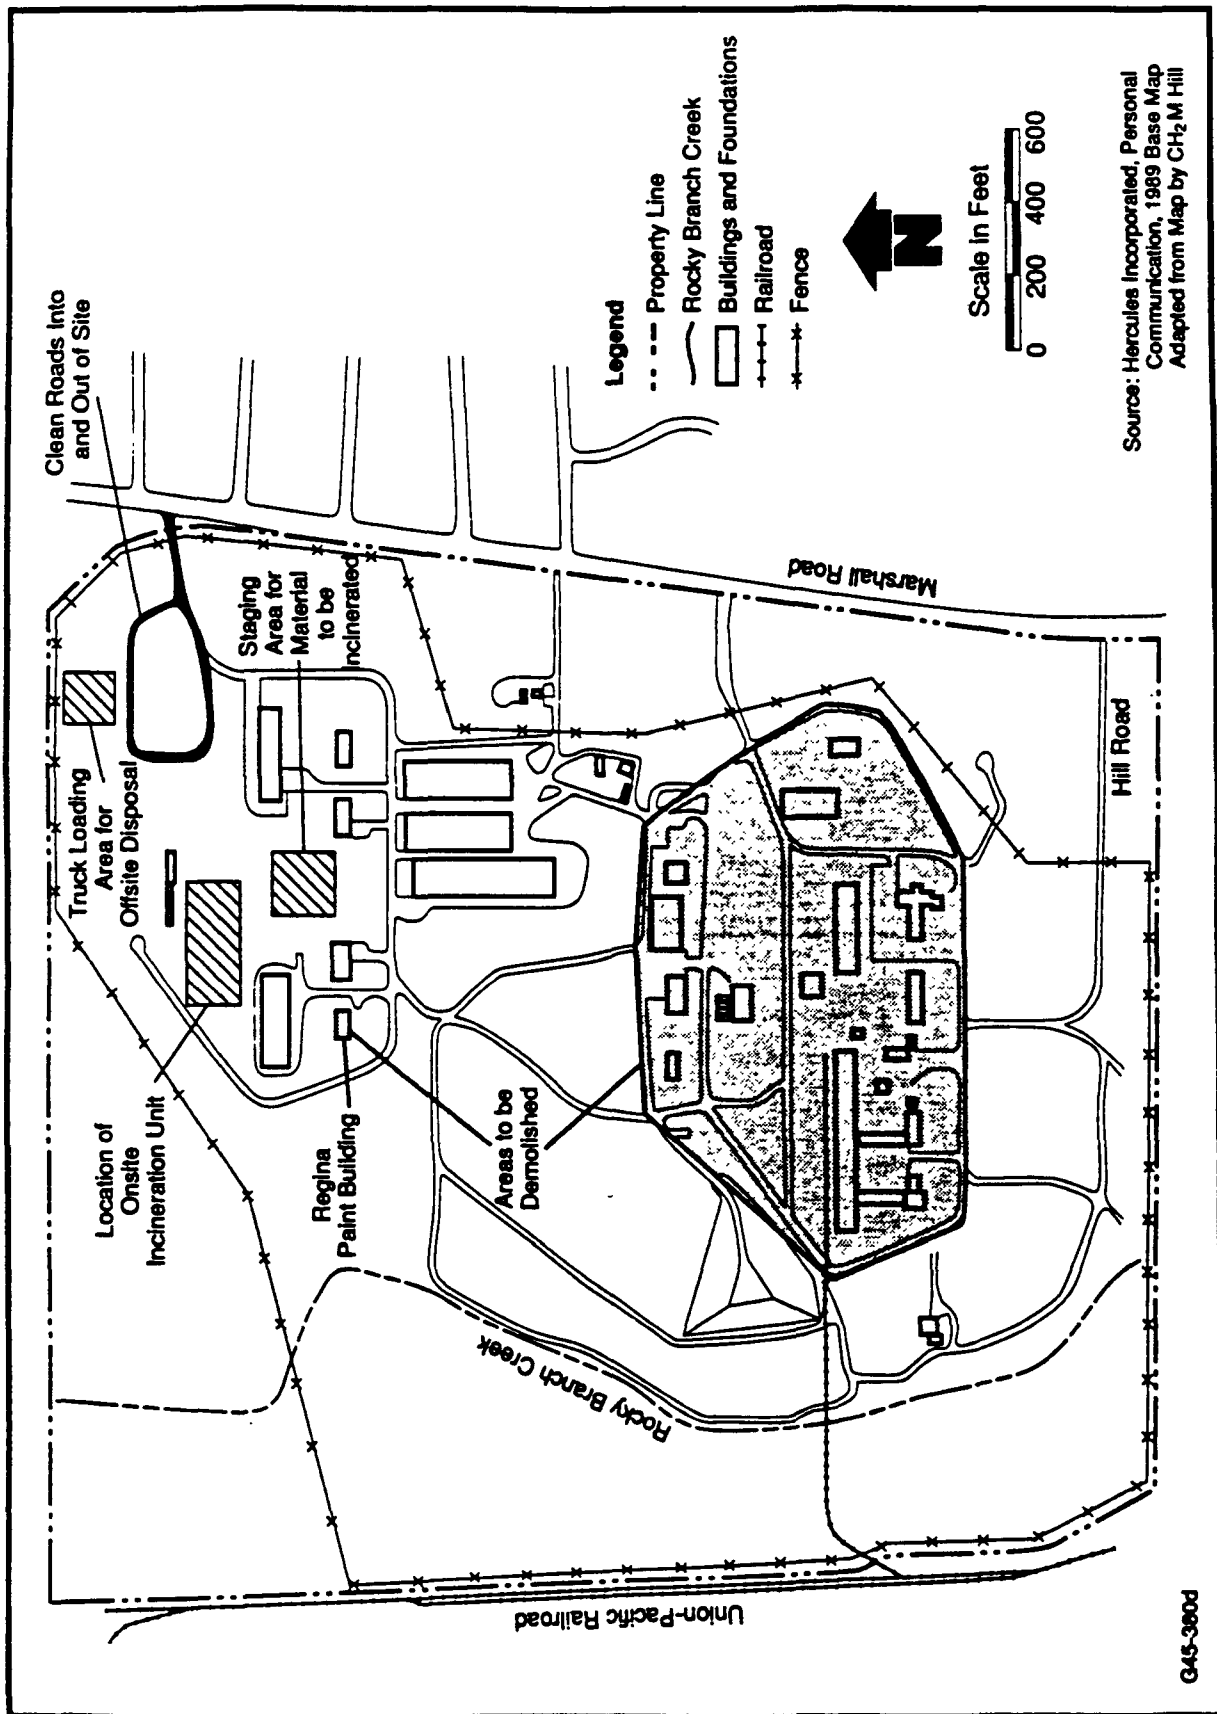 Clean Roads Into
and Out of Site
Truck Loading
Area for
Offsite Disposal
Staging
Area for
Material
to be
Incinerated
Location of
Onsite
Incineration Unit
Regina
Paint Building
Areas to be
Demolished
Rocky Branch Creek
Union-Pacific Railroad
Marshall Road
Hill Road
Legend
Property Line
Rocky Branch Creek
Buildings and Foundations
Railroad
Fence
N
Scale in Feet
0 200 400 600
Source: Hercules Incorporated, Personal
Communication, 1989 Base Map
Adapted from Map by CH2M Hill
G45-380d